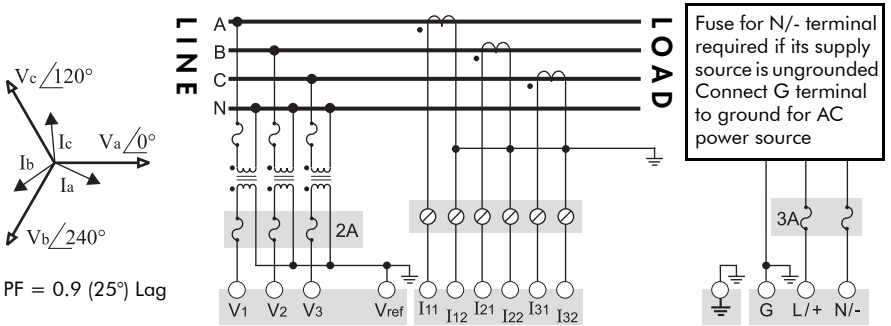 LINE
A
B
C
N
LOAD
Fuse for N/- terminal
required if its supply
source is ungrounded
Connect G terminal
to ground for AC
power source
Vc/120°
Ic
Va/0°
Ib
Ia
Vb/240°
PF = 0.9 (25°) Lag
2A
3A
V1
V2
V3
Vref
I11
I12
I21
I22
I31
I32
G
L/+
N/-